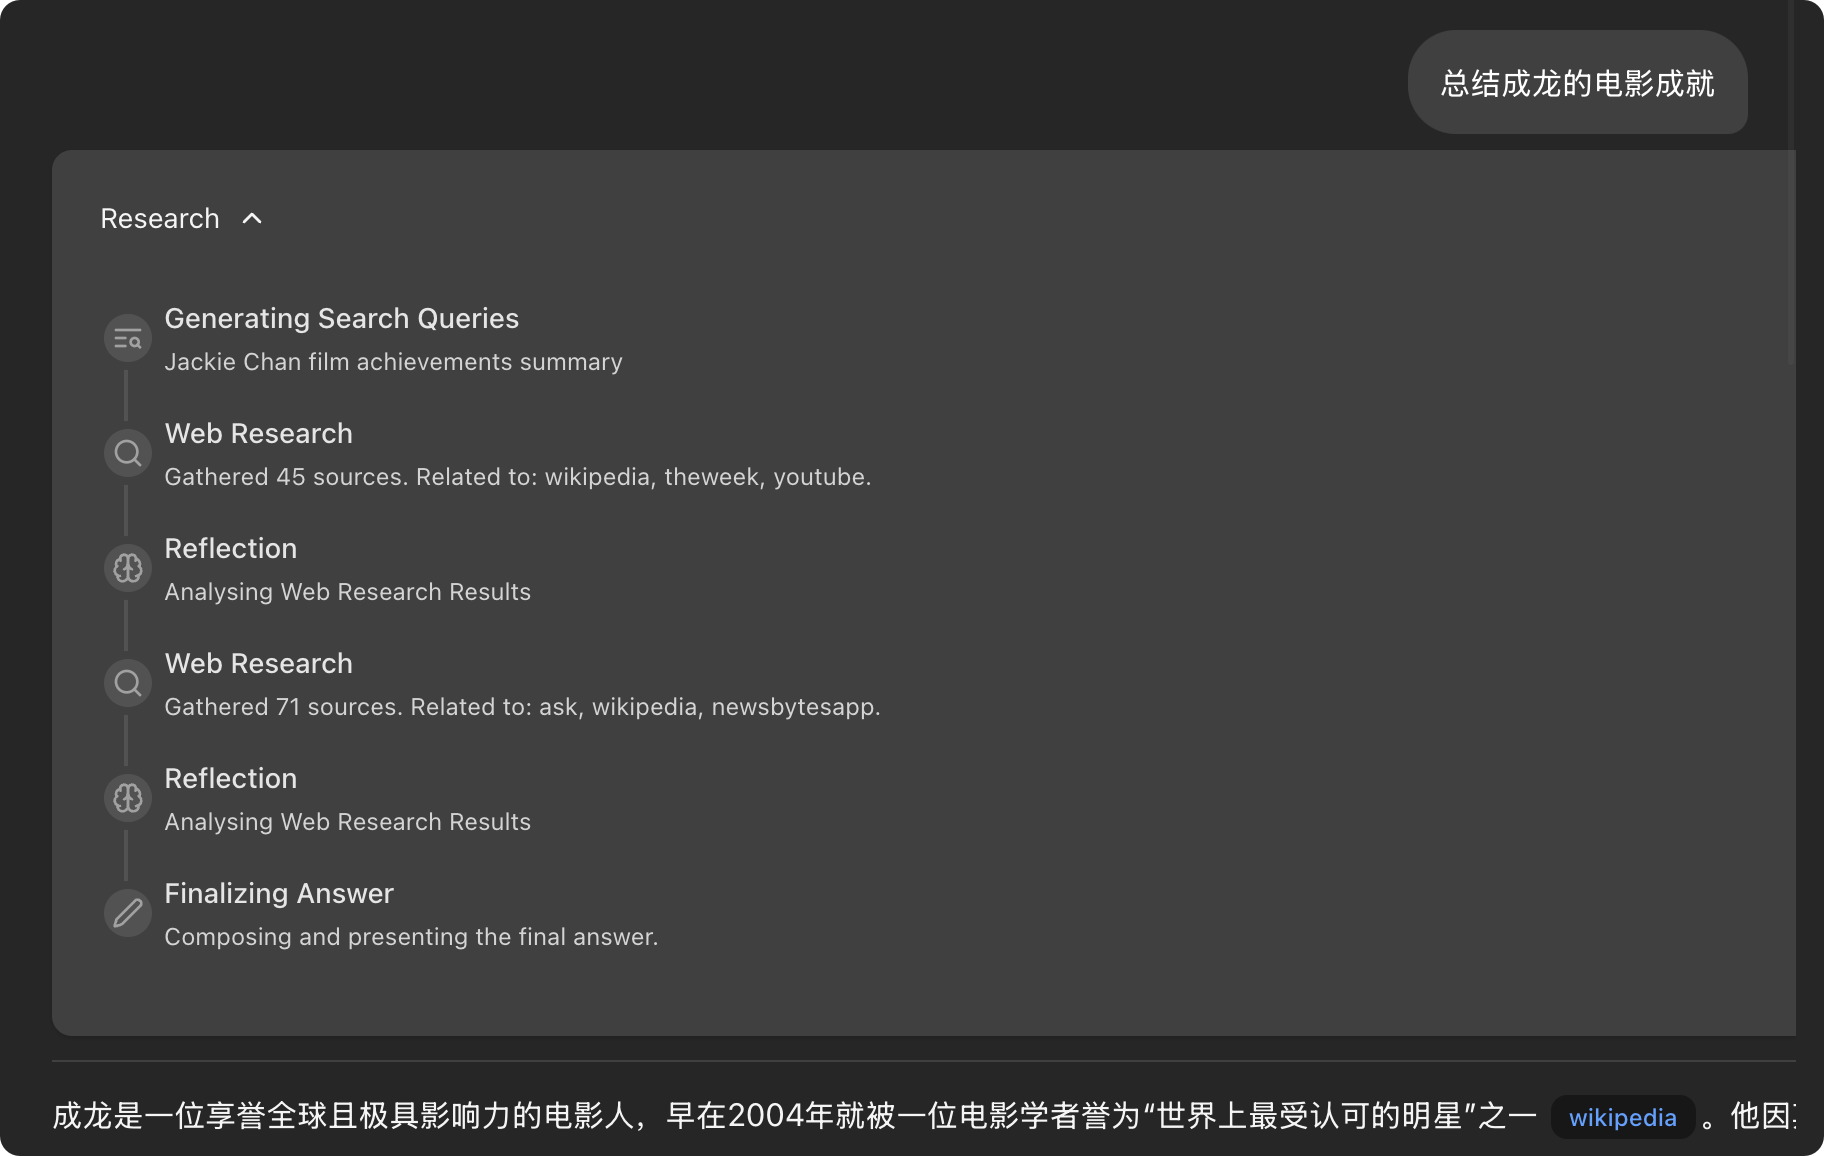 总结成龙的电影成就
Research
Generating Search Queries
Jackie Chan film achievements summary
Web Research
Gathered 45 sources. Related to: wikipedia, theweek, youtube.
Reflection
Analysing Web Research Results
Web Research
Gathered 71 sources. Related to: ask, wikipedia, newsbytesapp.
Reflection
Analysing Web Research Results
Finalizing Answer
Composing and presenting the final answer.
成龙是一位享誉全球且极具影响力的电影人，早在2004年就被一位电影学者誉为“世界上最受认可的明星”之一 wikipedia 。他因